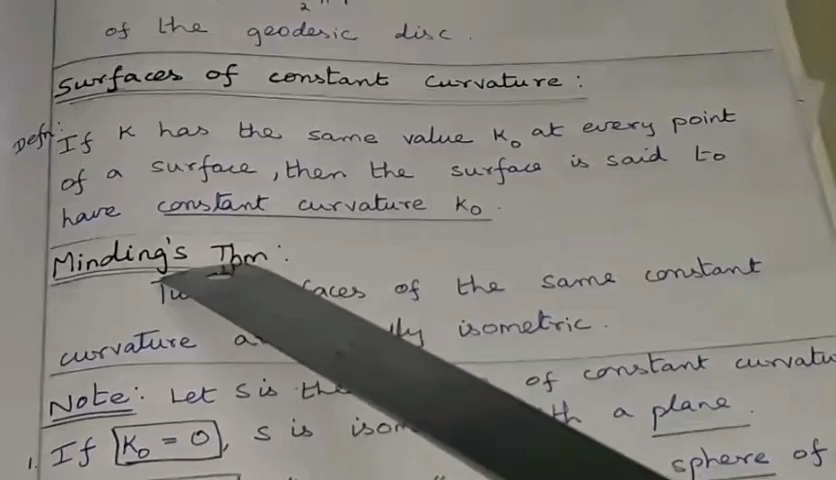 of the geodesic disc.
Surfaces of constant curvature:
Defn: If K has the same value K₀ at every point
of a surface, then the surface is said to
have constant curvature K₀.
Minding's Thm:
of the same constant
curvature isometric.
Note: Let S is the of constant
1. If K₀ = 0, S is a plane.
sphere of